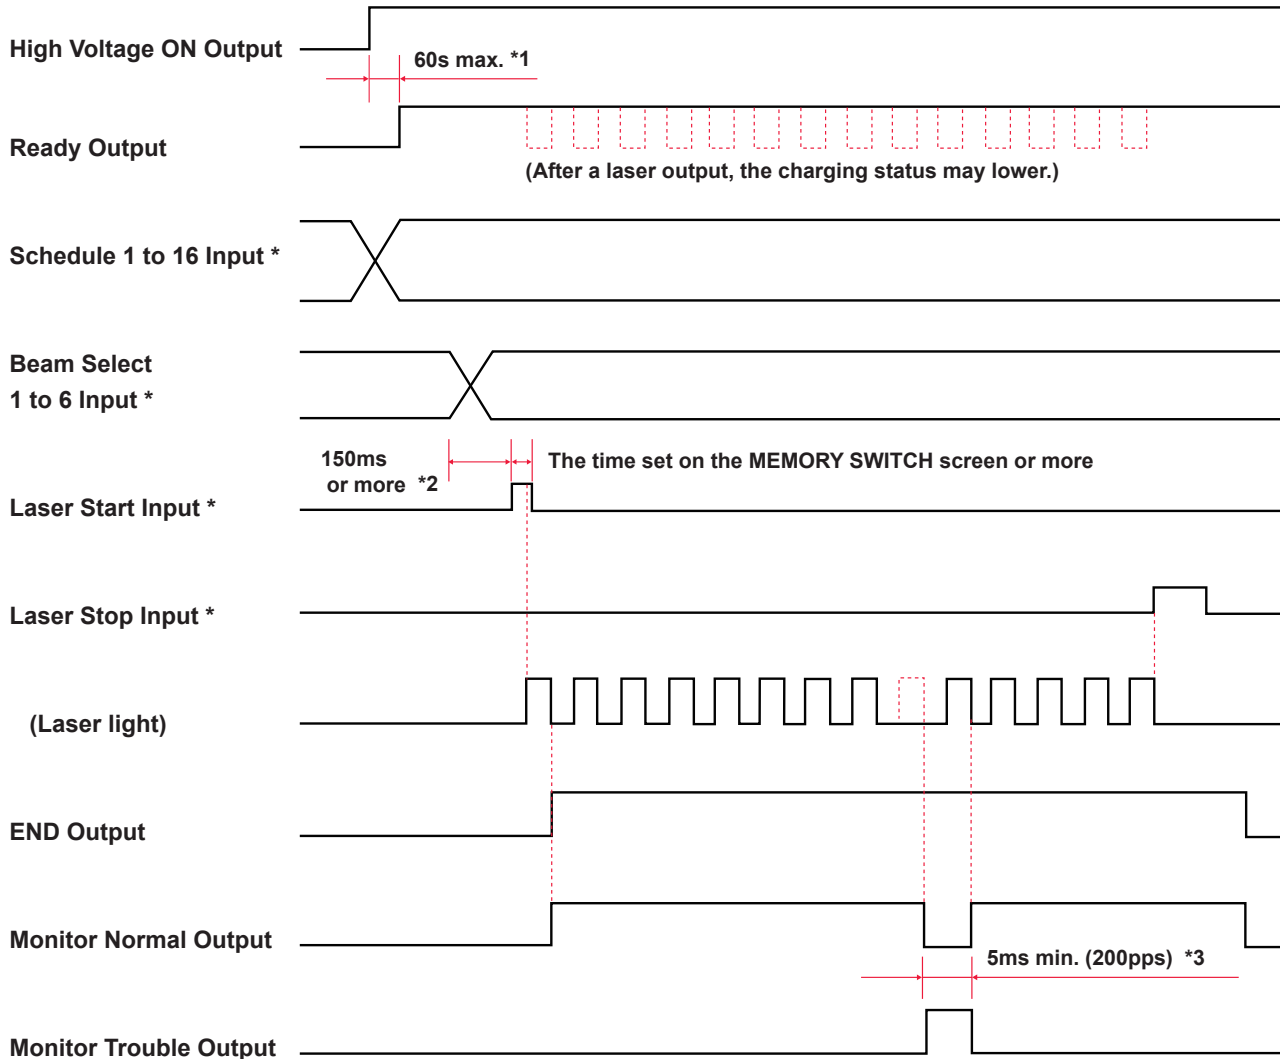 High Voltage ON Output
60s max. *1
Ready Output
(After a laser output, the charging status may lower.)
Schedule 1 to 16 Input *
Beam Select
1 to 6 Input *
150ms
or more *2
The time set on the MEMORY SWITCH screen or more
Laser Start Input *
Laser Stop Input *
(Laser light)
END Output
Monitor Normal Output
5ms min. (200pps) *3
Monitor Trouble Output